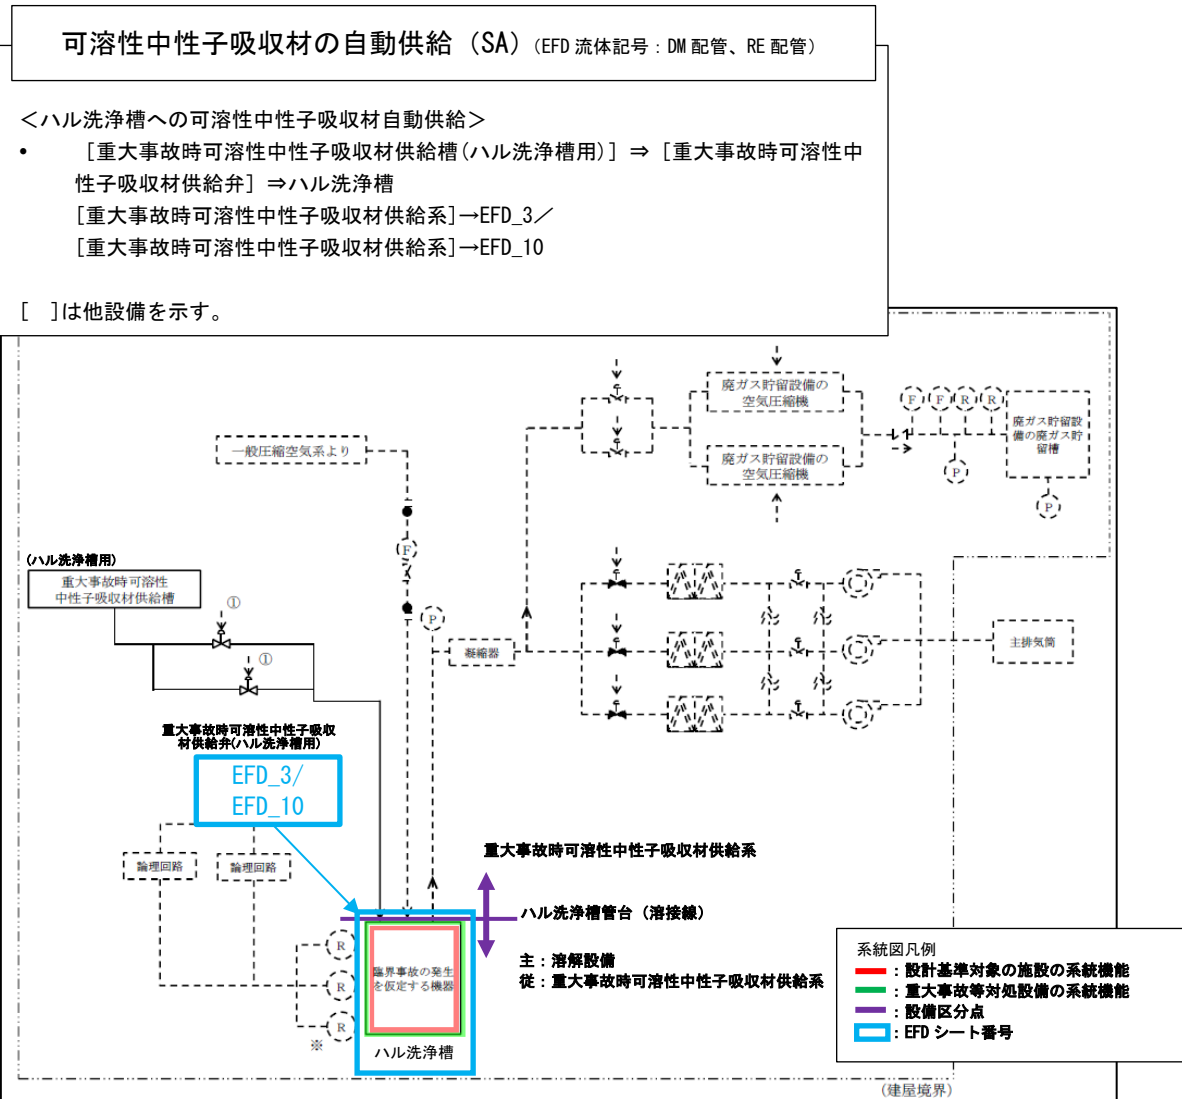 可溶性中性子吸収材の自動供給（SA）（EFD 流体記号：DM 配管、RE 配管）
＜ハル洗浄槽への可溶性中性子吸収材自動供給＞
• ［重大事故時可溶性中性子吸収材供給槽(ハル洗浄槽用)］⇒［重大事故時可溶性中
性子吸収材供給弁］⇒ハル洗浄槽
[重大事故時可溶性中性子吸収材供給系]→EFD_3／
[重大事故時可溶性中性子吸収材供給系]→EFD_10
[　]は他設備を示す。
廃ガス貯留設備の
空気圧縮機
F F R R
廃ガス貯留設
備の廃ガス貯
留槽
一般圧縮空気系より
廃ガス貯留設備の
空気圧縮機
P
P
F
(ハル洗浄槽用)
重大事故時可溶性
中性子吸収材供給槽
①
P
凝縮器
主排気筒
①
重大事故時可溶性中性子吸収
材供給弁(ハル洗浄槽用)
EFD_3/
EFD_10
論理回路
論理回路
重大事故時可溶性中性子吸収材供給系
ハル洗浄槽管台（溶接線）
R
主：溶解設備
従：重大事故時可溶性中性子吸収材供給系
臨界事故の発生
を仮定する機器
R
R
※
ハル洗浄槽
系統図凡例
：設計基準対象の施設の系統機能
：重大事故等対処設備の系統機能
：設備区分点
：EFD シート番号
(建屋境界)